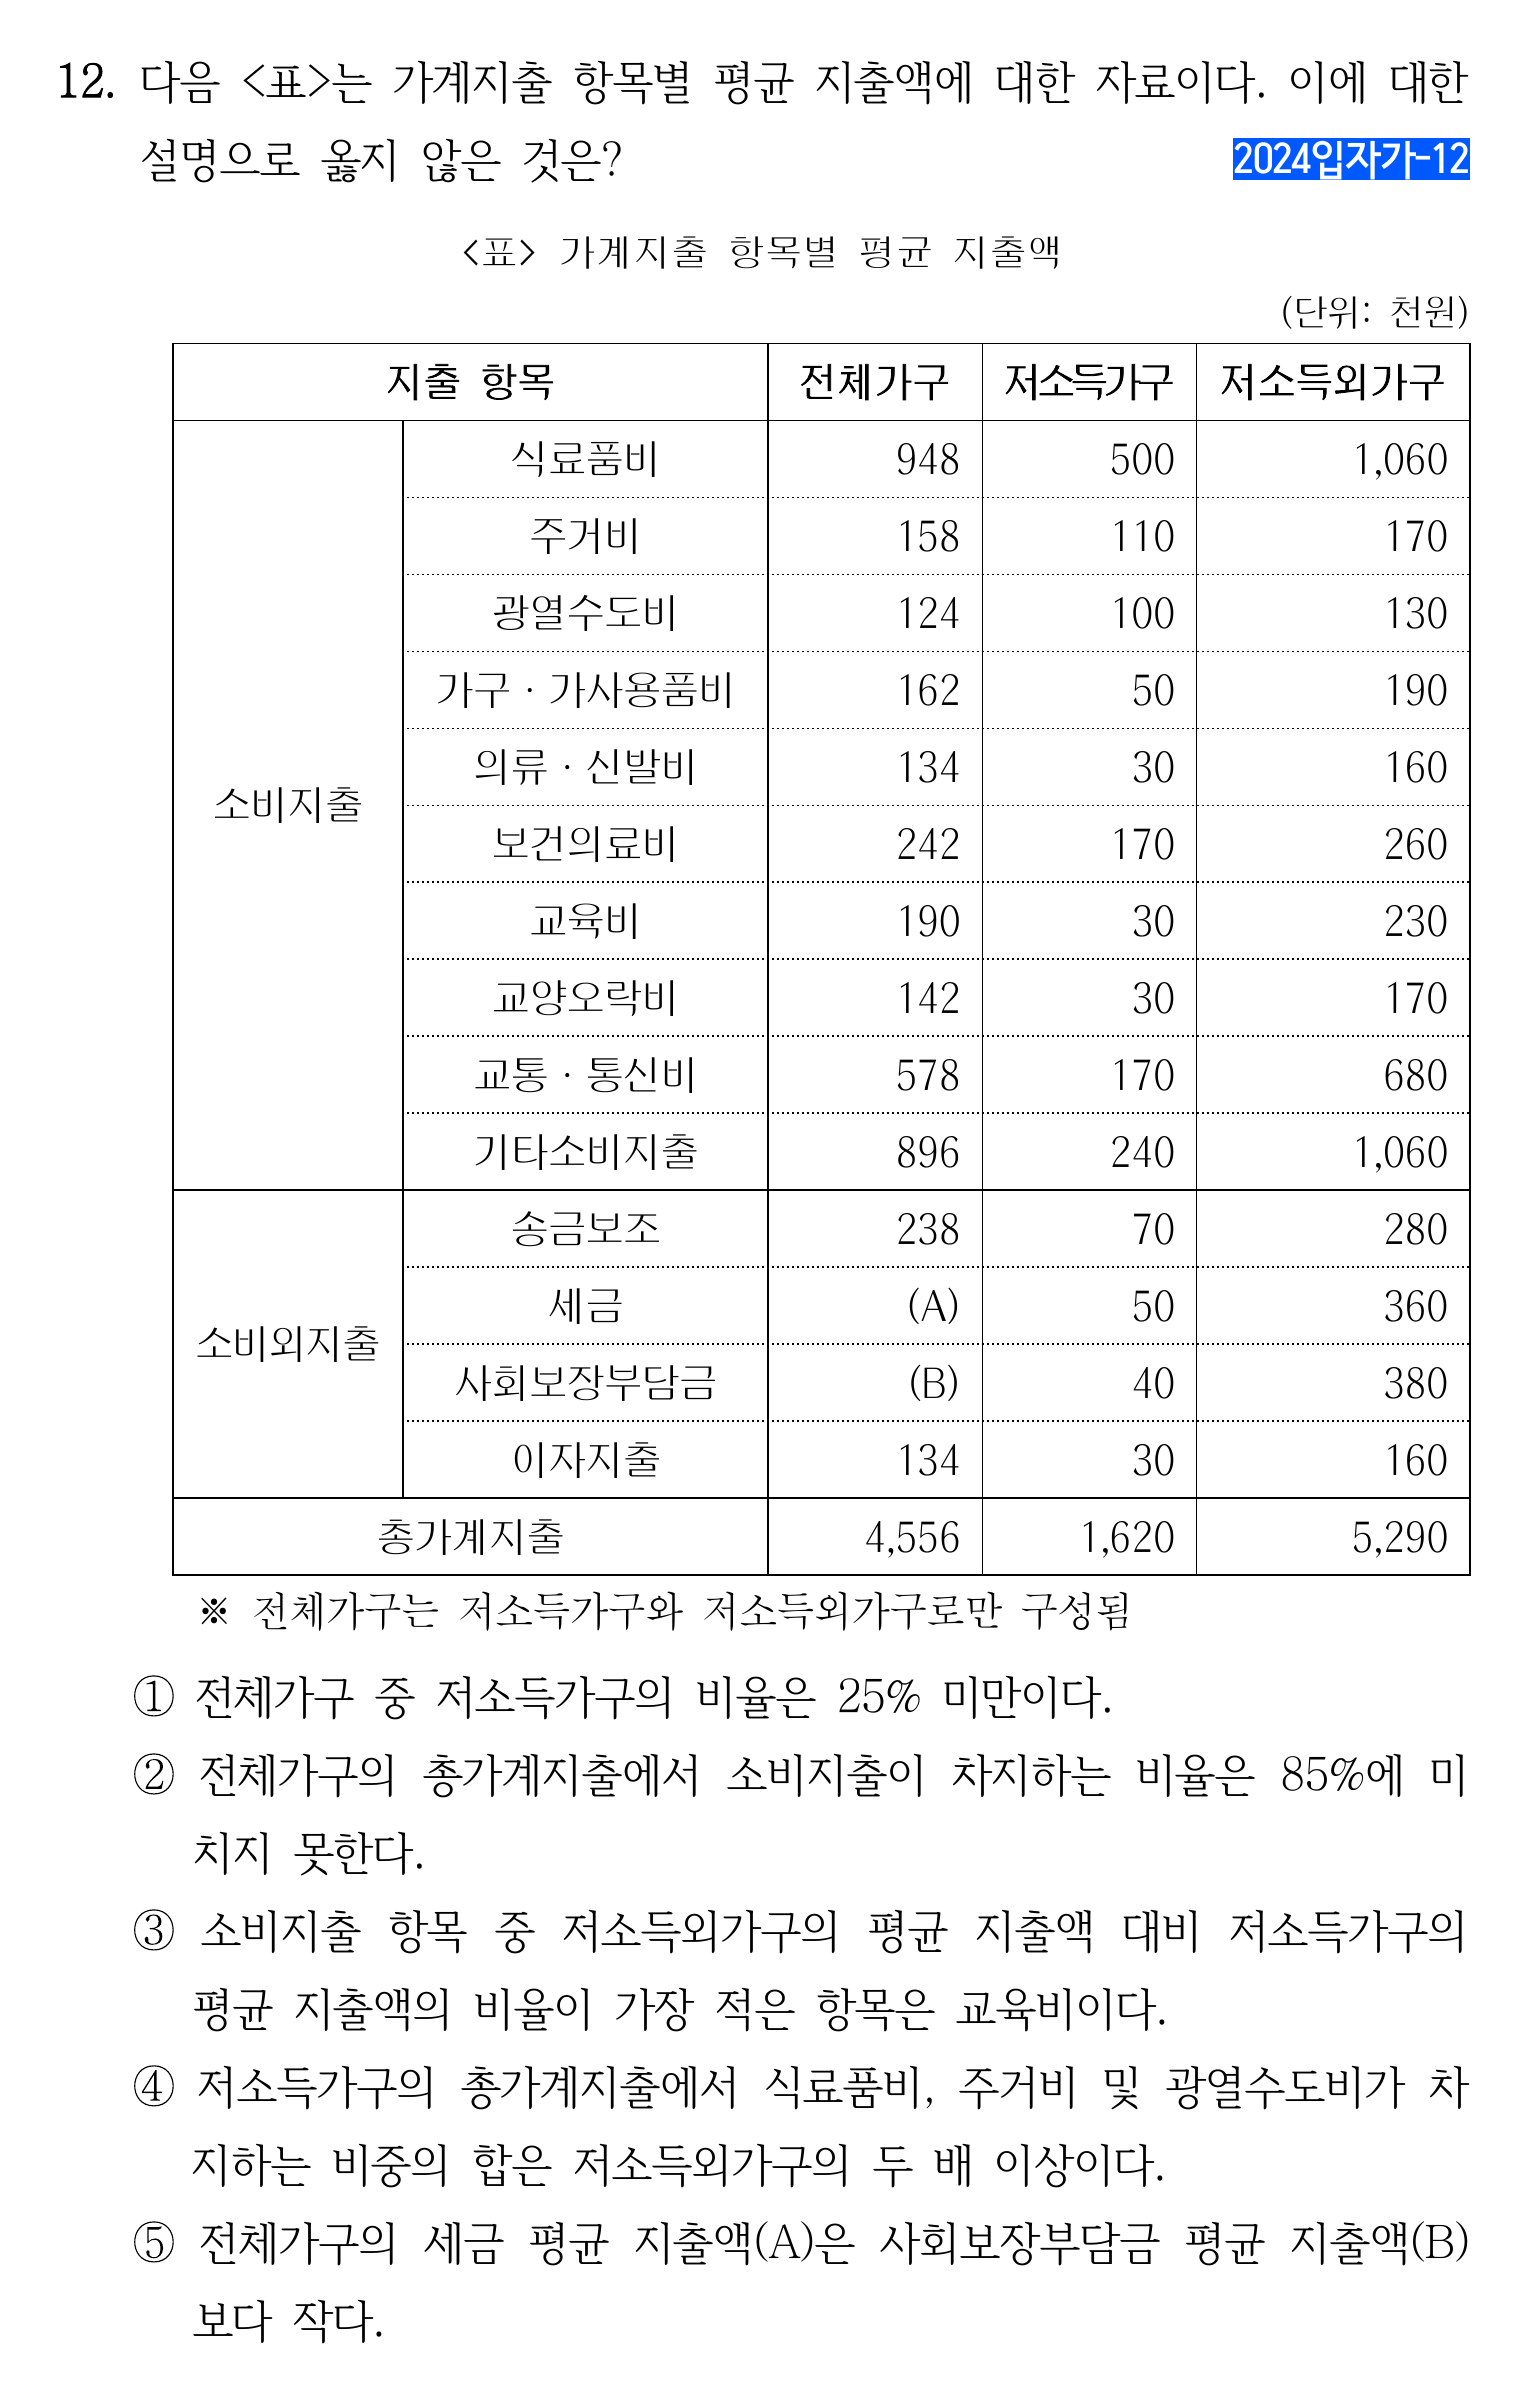 12. 다음 <표>는 가계지출 항목별 평균 지출액에 대한 자료이다. 이에 대한
설명으로 옳지 않은 것은? 2024입자가-12
<표> 가계지출 항목별 평균 지출액
(단위: 천원)
지출 항목 전체가구 저소득가구 저소득외가구
식료품비 948 500 1,060
주거비 158 110 170
광열수도비 124 100 130
가구·가사용품비 162 50 190
의류·신발비 134 30 160
소비지출
보건의료비 242 170 260
교육비 190 30 230
교양오락비 142 30 170
교통·통신비 578 170 680
기타소비지출 896 240 1,060
송금보조 238 70 280
세금 (A) 50 360
소비외지출
사회보장부담금 (B) 40 380
이자지출 134 30 160
총가계지출 4,556 1,620 5,290
※ 전체가구는 저소득가구와 저소득외가구로만 구성됨
① 전체가구 중 저소득가구의 비율은 25% 미만이다.
② 전체가구의 총가계지출에서 소비지출이 차지하는 비율은 85%에 미
치지 못한다.
③ 소비지출 항목 중 저소득외가구의 평균 지출액 대비 저소득가구의
평균 지출액의 비율이 가장 적은 항목은 교육비이다.
④ 저소득가구의 총가계지출에서 식료품비, 주거비 및 광열수도비가 차
지하는 비중의 합은 저소득외가구의 두 배 이상이다.
⑤ 전체가구의 세금 평균 지출액(A)은 사회보장부담금 평균 지출액(B)
보다 작다.